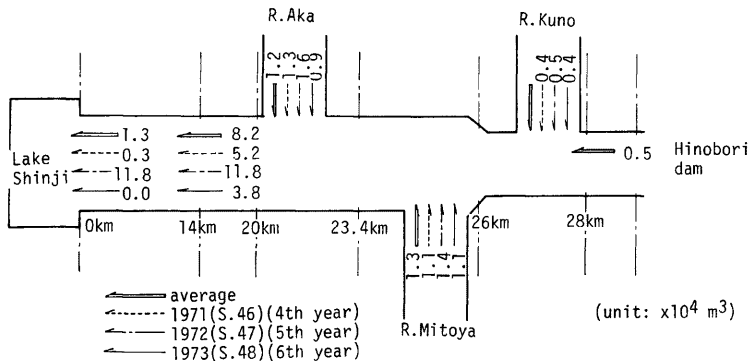 R.Aka
R.Kuno
1.2
1.3
1.6
0.9
0.4
0.5
0.4
Lake
Shinji
1.3
0.3
11.8
0.0
8.2
5.2
11.8
3.8
0.5
Hinobori
dam
0km
14km
20km
23.4km
26km
28km
1.3
1.1
1.4
1.1
R.Mitoya
average
1971(S.46)(4th year)
1972(S.47)(5th year)
1973(S.48)(6th year)
(unit: x10⁴ m³)